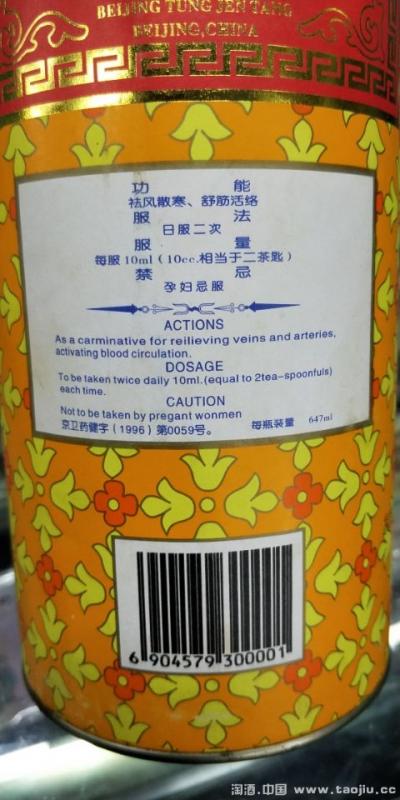 BEIJING TUNG JEN TANG
BEIJING,CHINA
功 能
祛风散寒、舒筋活络
服 法
日服二次
服 量
每服10ml(10cc.相当于二茶匙)
禁 忌
孕妇忌服
ACTIONS
As a carminative for reilieving veins and arteries,
activating blood circulation.
DOSAGE
To be taken twice daily 10ml.(equal to 2tea-spoonfuls)
each time.
CAUTION
Not to be taken by pregant wonmen
京卫药健字(1996)第0059号。 每瓶装量 647ml
6 904579 300001
淘酒.中国 www.taojiu.cc